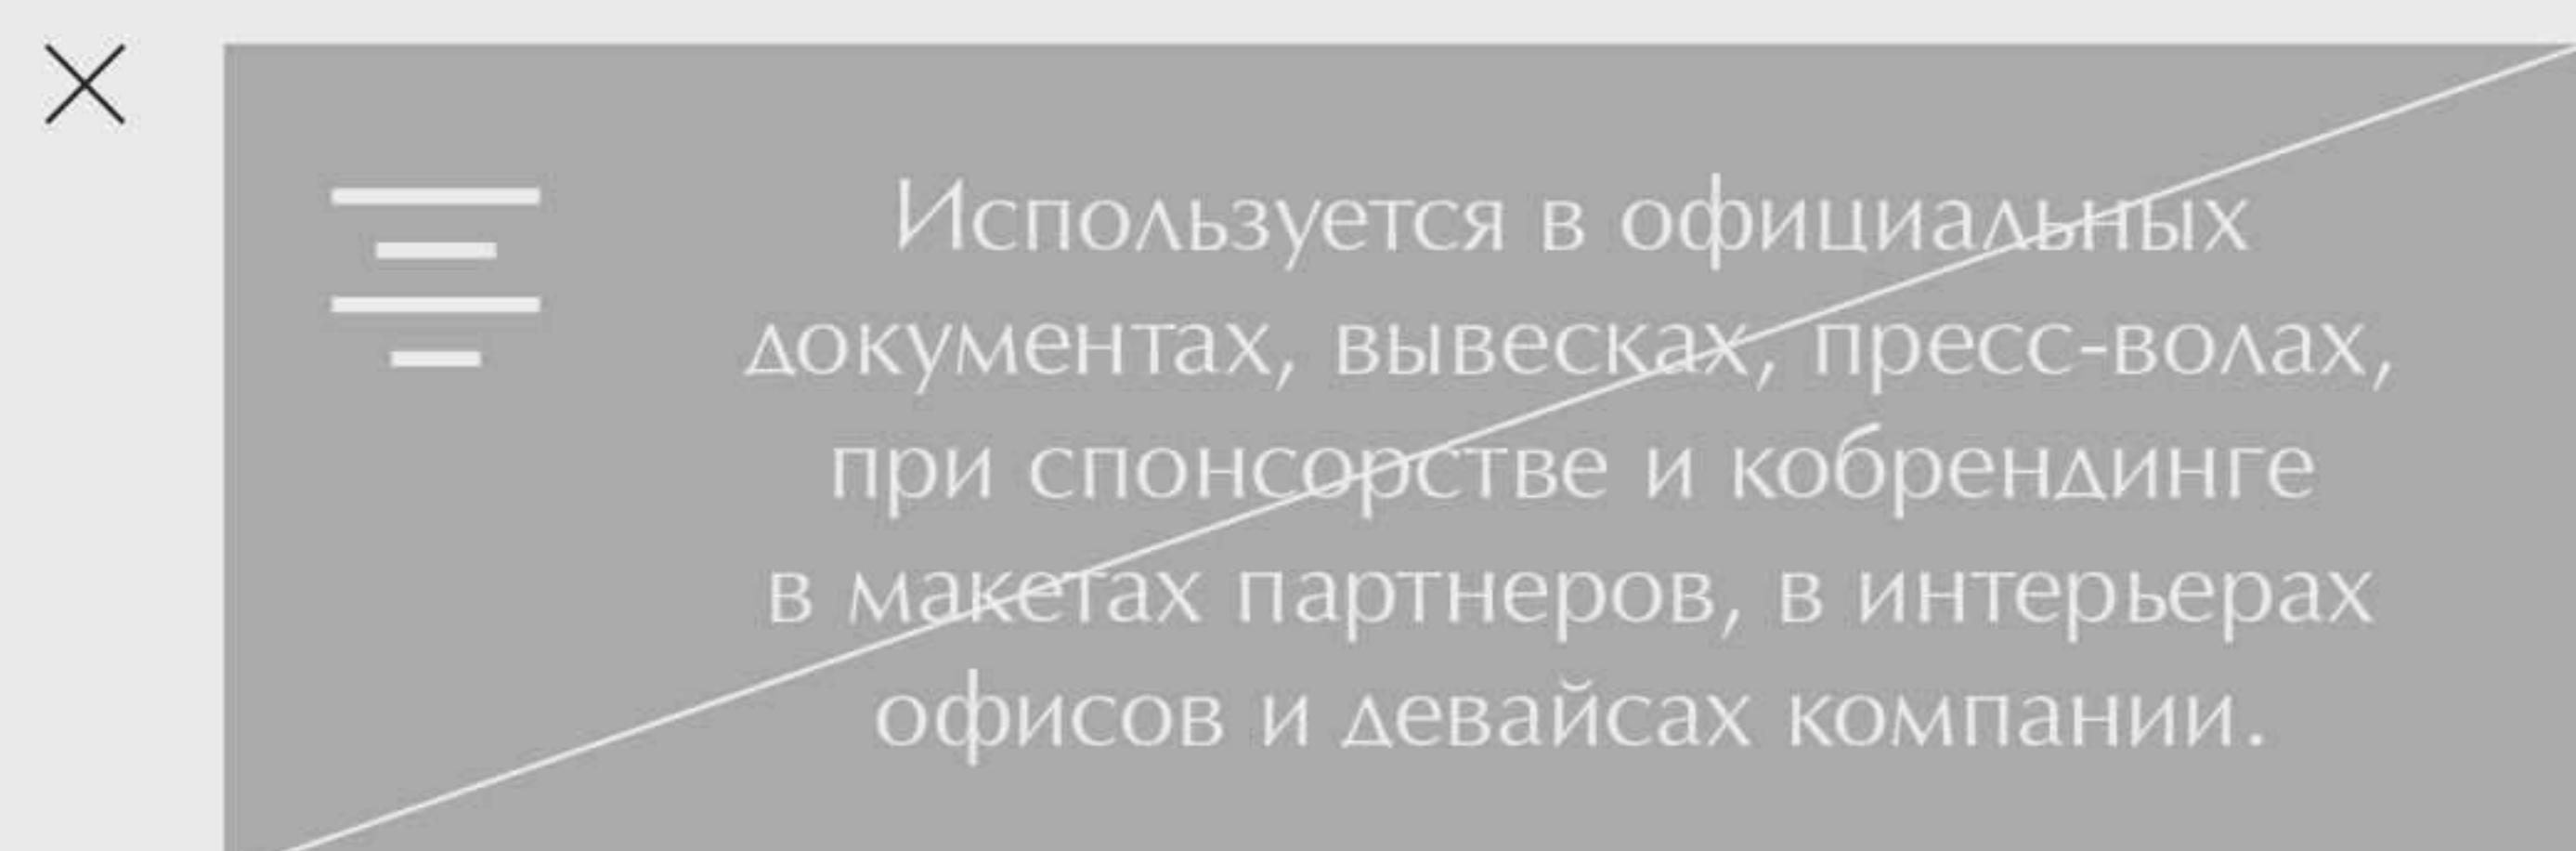 Используется в официальных
документах, вывесках, пресс-волах,
при спонсорстве и кобрендинге
в макетах партнеров, в интерьерах
офисов и девайсах компании.